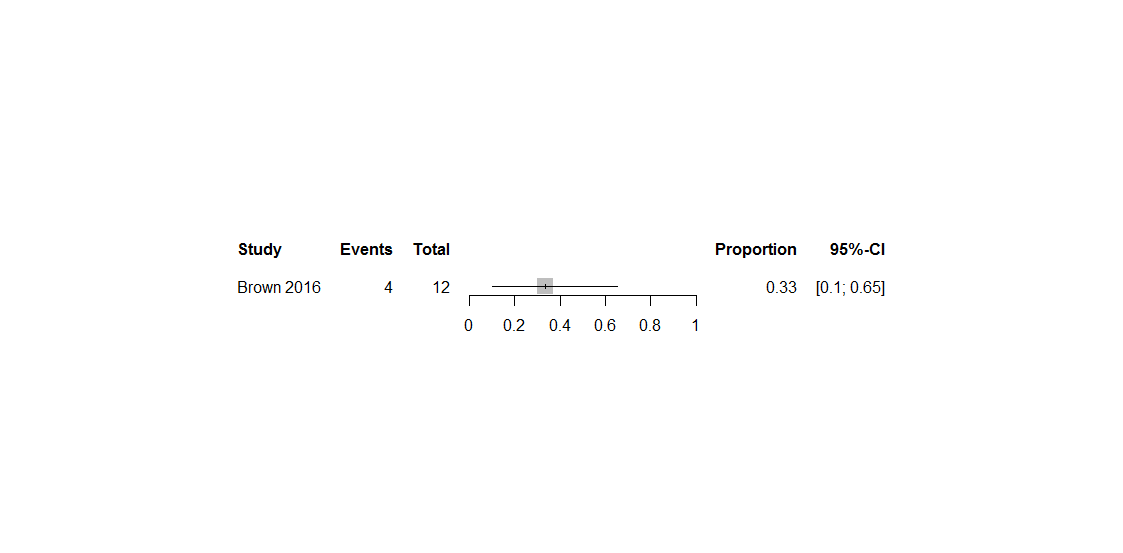 Study Events Total Proportion 95%-CI
Brown 2016 4 12 0.33 [0.1; 0.65]
0 0.2 0.4 0.6 0.8 1